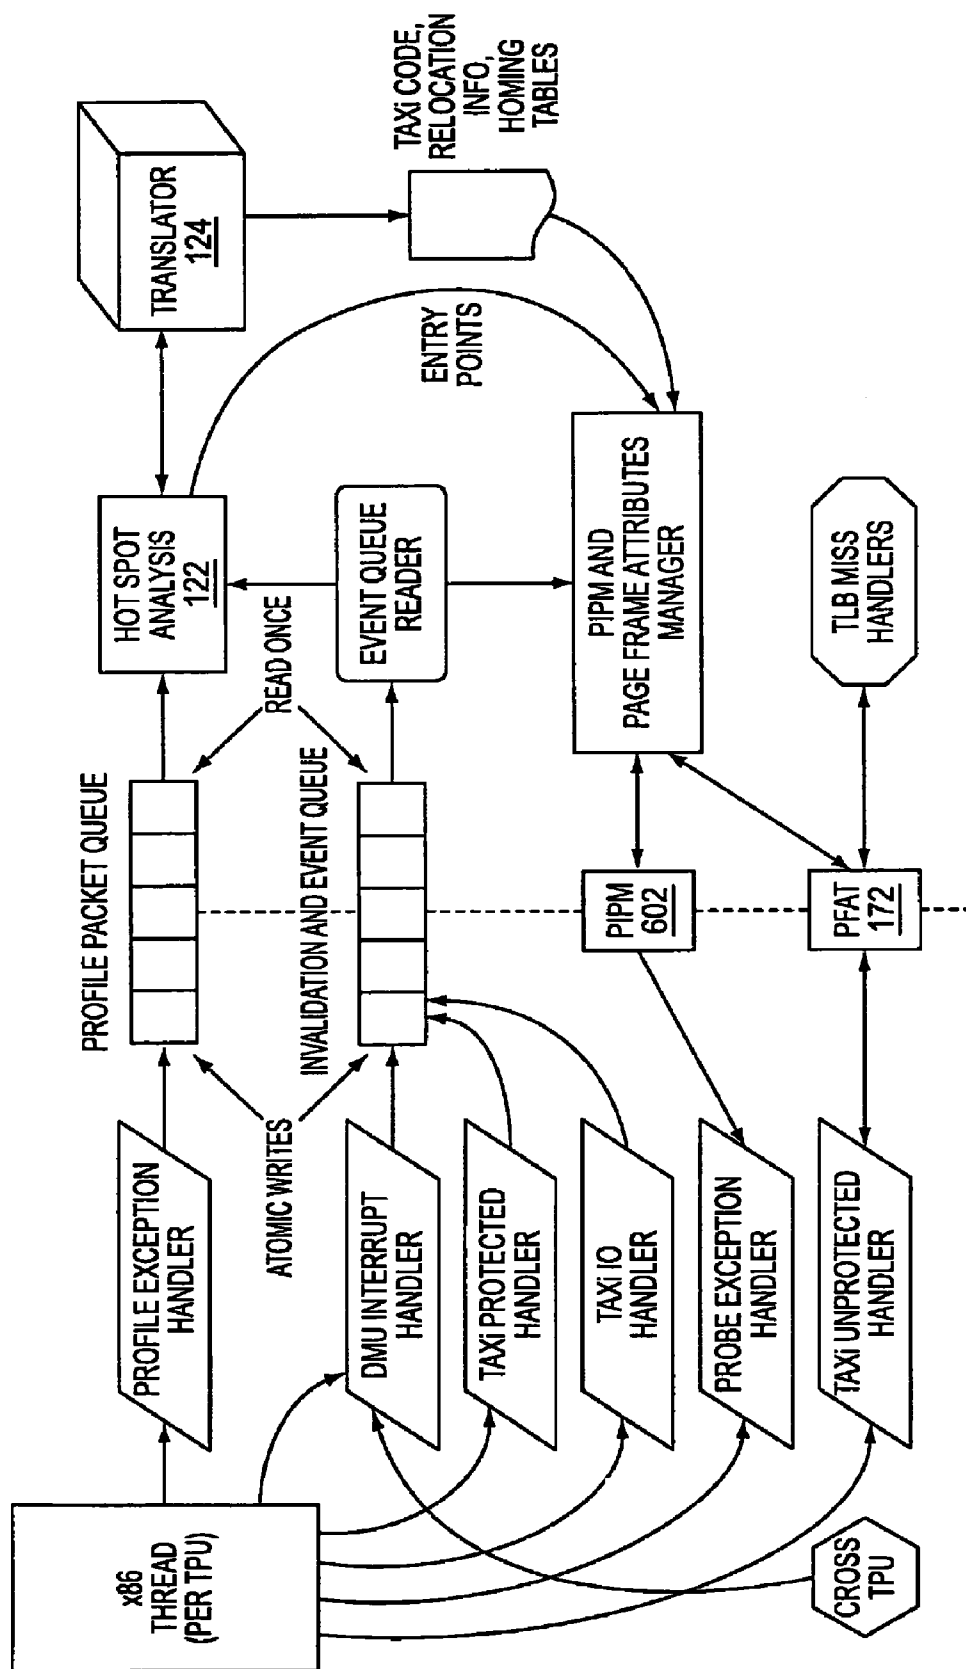 x86
THREAD
(PER TPU)
CROSS
TPU
PROFILE EXCEPTION
HANDLER
DMU INTERRUPT
HANDLER
TAXi PROTECTED
HANDLER
TAXi IO
HANDLER
PROBE EXCEPTION
HANDLER
TAXi UNPROTECTED
HANDLER
ATOMIC WRITES
PROFILE PACKET QUEUE
INVALIDATION AND EVENT QUEUE
READ ONCE
PIPM
602
PFAT
172
HOT SPOT
ANALYSIS
122
EVENT QUEUE
READER
PIPM AND
PAGE FRAME ATTRIBUTES
MANAGER
TLB MISS
HANDLERS
ENTRY
POINTS
TRANSLATOR
124
TAXi CODE,
RELOCATION
INFO,
HOMING
TABLES